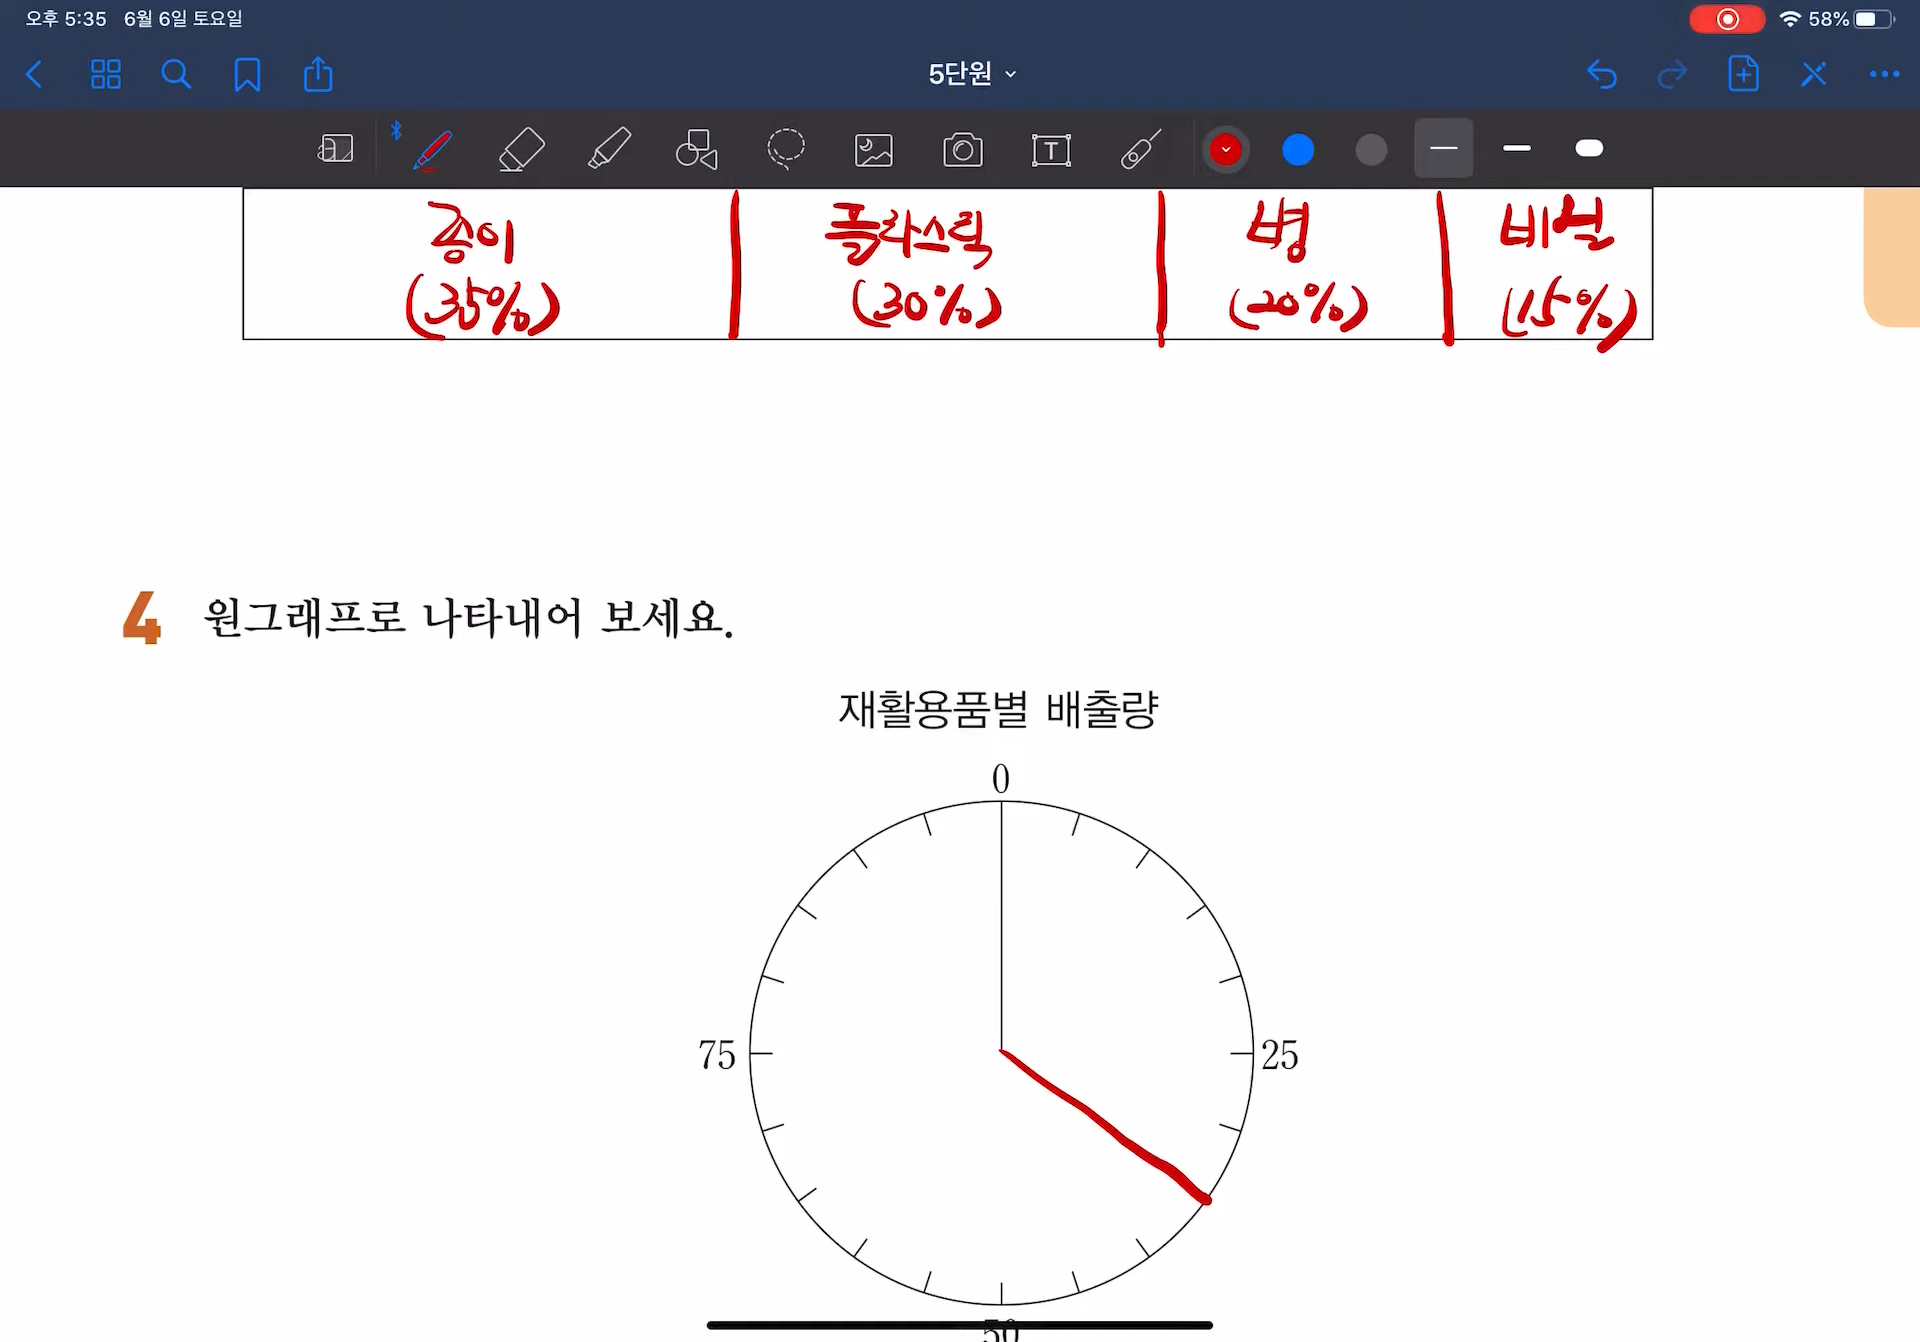 오후 5:35 6월 6일 토요일 58%
5단원
종이 플라스틱 병 비닐
(35%) (30%) (20%) (15%)
4 원그래프로 나타내어 보세요.
재활용품별 배출량
0
75 25
50